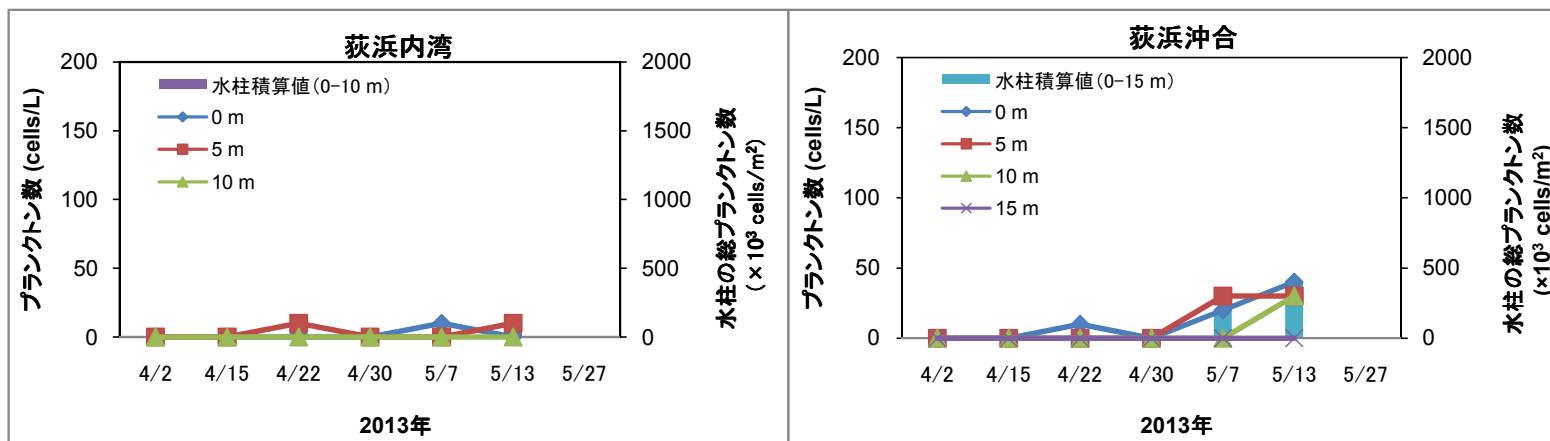 荻浜内湾
プランクトン数 (cells/L)
200
150
100
50
0
水柱積算値(0-10 m)
0 m
5 m
10 m
2000
1500
1000
500
0
水柱の総プランクトン数
(×10³ cells/m²)
4/2 4/15 4/22 4/30 5/7 5/13 5/27
2013年
荻浜沖合
プランクトン数 (cells/L)
200
150
100
50
0
水柱積算値(0-15 m)
0 m
5 m
10 m
15 m
2000
1500
1000
500
0
水柱の総プランクトン数
(×10³ cells/m²)
4/2 4/15 4/22 4/30 5/7 5/13 5/27
2013年